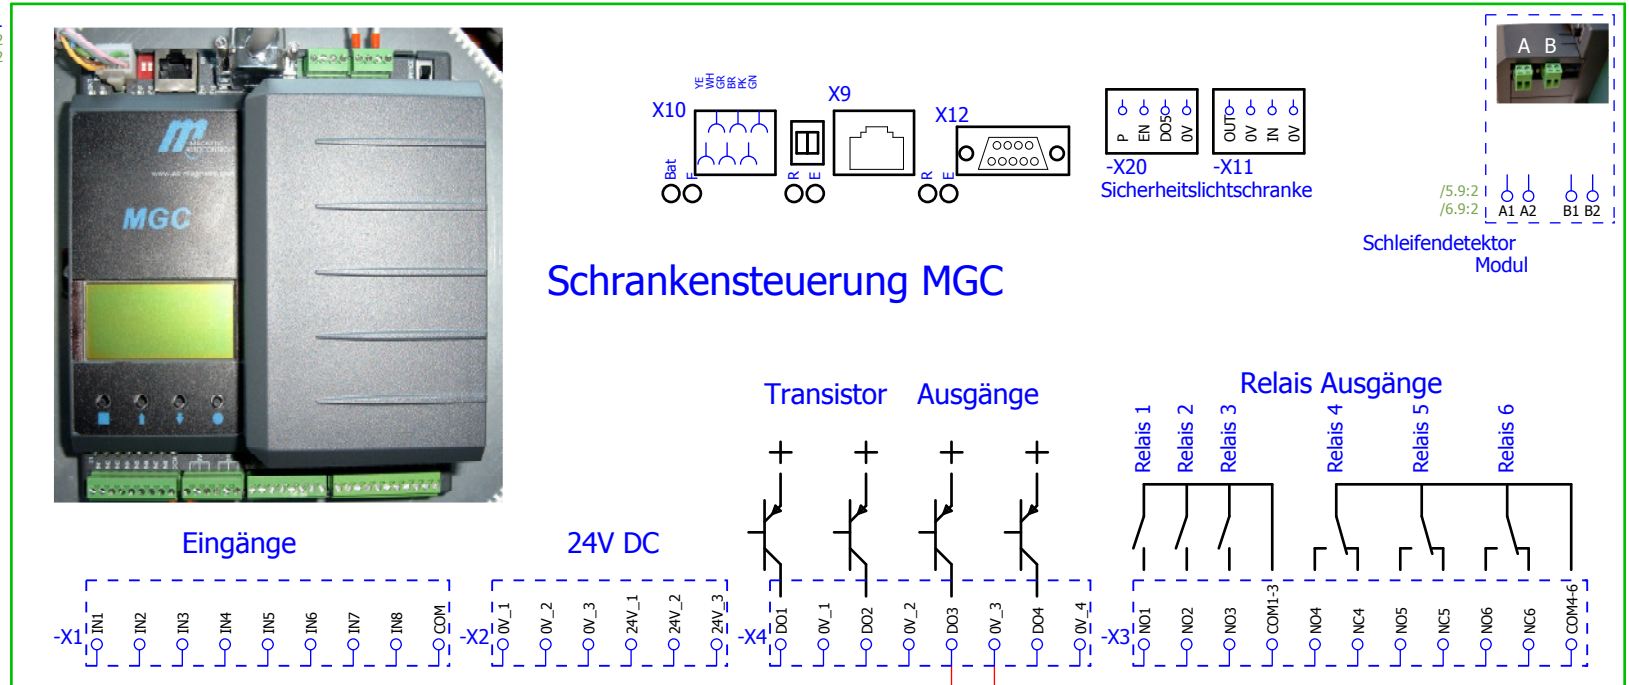 YE WH GR BR PK GN
X10
X9
X12
Bat F
R E
R E
P EN DO5 0V
OUT 0V IN 0V
-X20
-X11
Sicherheitslichtschranke
A B
/5.9:2
/6.9:2
A1 A2 B1 B2
Schleifendetektor
Modul
MAGNETIC
AUTOCONTROL
MGC
Schrankensteuerung MGC
Transistor Ausgänge
Relais Ausgänge
Relais 1
Relais 2
Relais 3
Relais 4
Relais 5
Relais 6
Eingänge
24V DC
-X1 IN1 IN2 IN3 IN4 IN5 IN6 IN7 IN8 COM
-X2 0V_1 0V_2 0V_3 24V_1 24V_2 24V_3
-X4 DO1 0V_1 DO2 0V_2 DO3 0V_3 DO4 0V_4
-X3 NO1 NO2 NO3 COM1-3 NO4 NC4 NO5 NC5 NO6 NC6 COM4-6